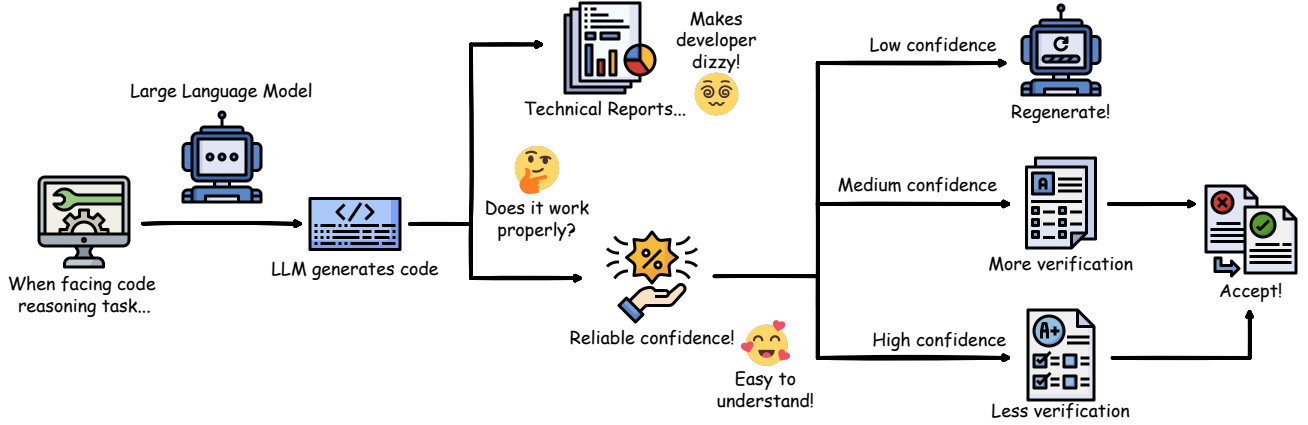 Large Language Model
When facing code
reasoning task...
</>
LLM generates code
Technical Reports...
Makes
developer
dizzy!
Does it work
properly?
%
Reliable confidence!
Easy to
understand!
Low confidence
Regenerate!
Medium confidence
A
More verification
High confidence
A+
Less verification
Accept!